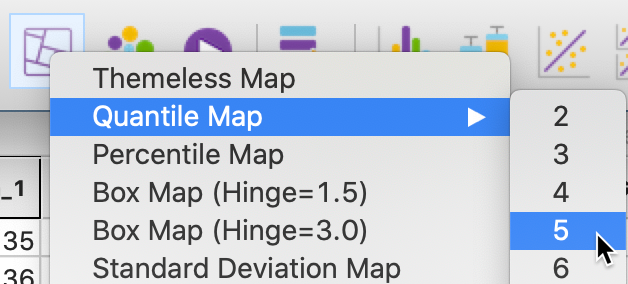 Themeless Map
Quantile Map
2
Percentile Map
3
_1
Box Map (Hinge=1.5)
4
35
Box Map (Hinge=3.0)
5
36
Standard Deviation Map
6